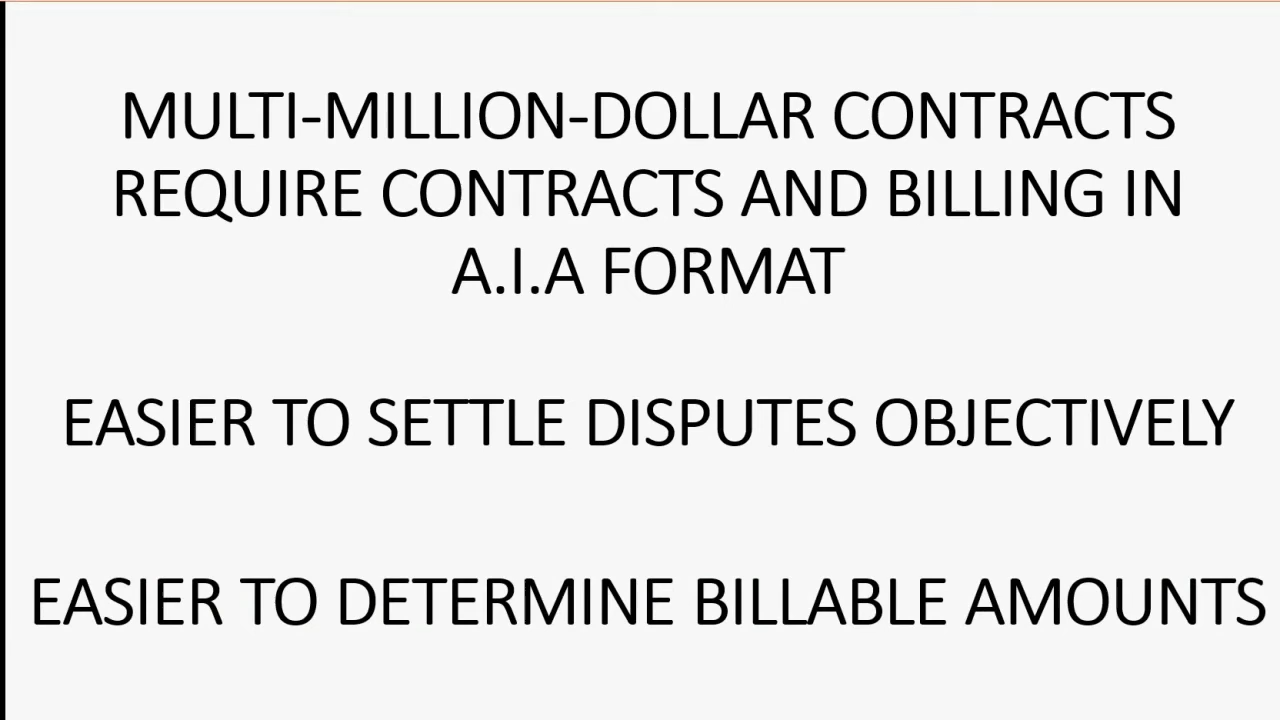 MULTI-MILLION-DOLLAR CONTRACTS
REQUIRE CONTRACTS AND BILLING IN
A.I.A FORMAT
EASIER TO SETTLE DISPUTES OBJECTIVELY
EASIER TO DETERMINE BILLABLE AMOUNTS